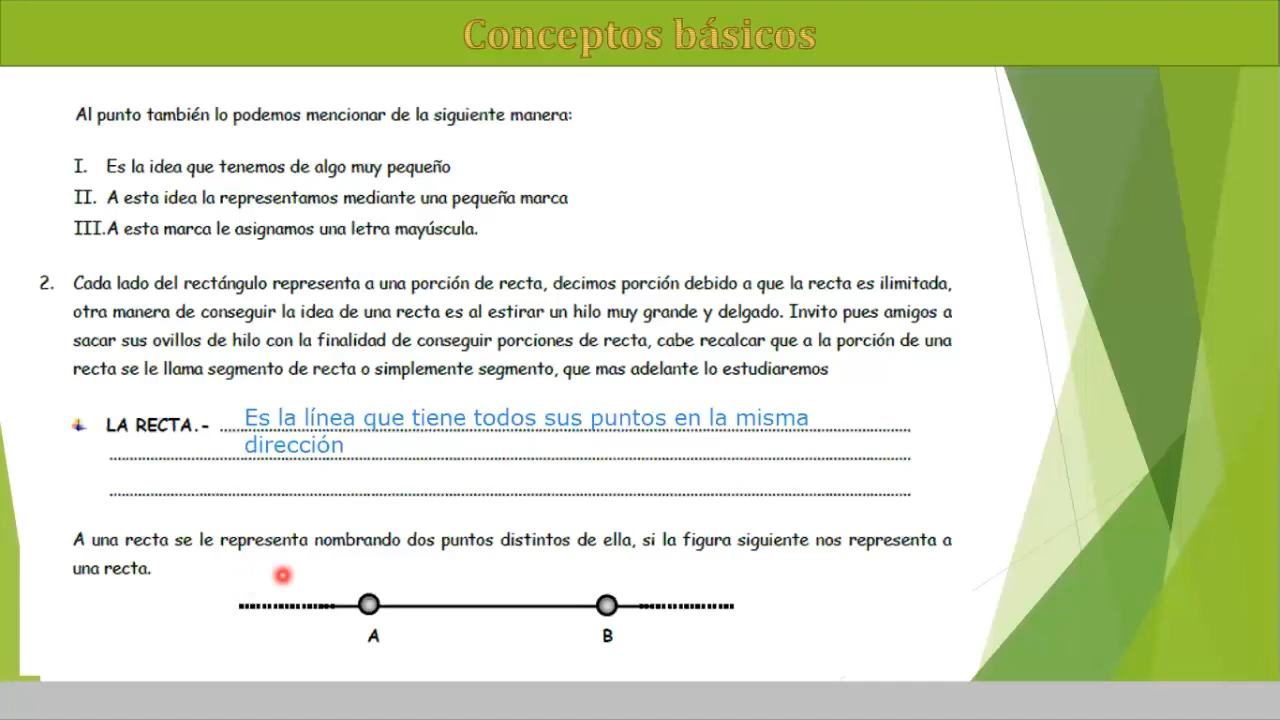 Conceptos básicos
Al punto también lo podemos mencionar de la siguiente manera:
I. Es la idea que tenemos de algo muy pequeño
II. A esta idea la representamos mediante una pequeña marca
III.A esta marca le asignamos una letra mayúscula.
2. Cada lado del rectángulo representa a una porción de recta, decimos porción debido a que la recta es ilimitada,
otra manera de conseguir la idea de una recta es al estirar un hilo muy grande y delgado. Invito pues amigos a
sacar sus ovillos de hilo con la finalidad de conseguir porciones de recta, cabe recalcar que a la porción de una
recta se le llama segmento de recta o simplemente segmento, que mas adelante lo estudiaremos
LA RECTA.- Es la línea que tiene todos sus puntos en la misma
dirección
A una recta se le representa nombrando dos puntos distintos de ella, si la figura siguiente nos representa a
una recta.
A B